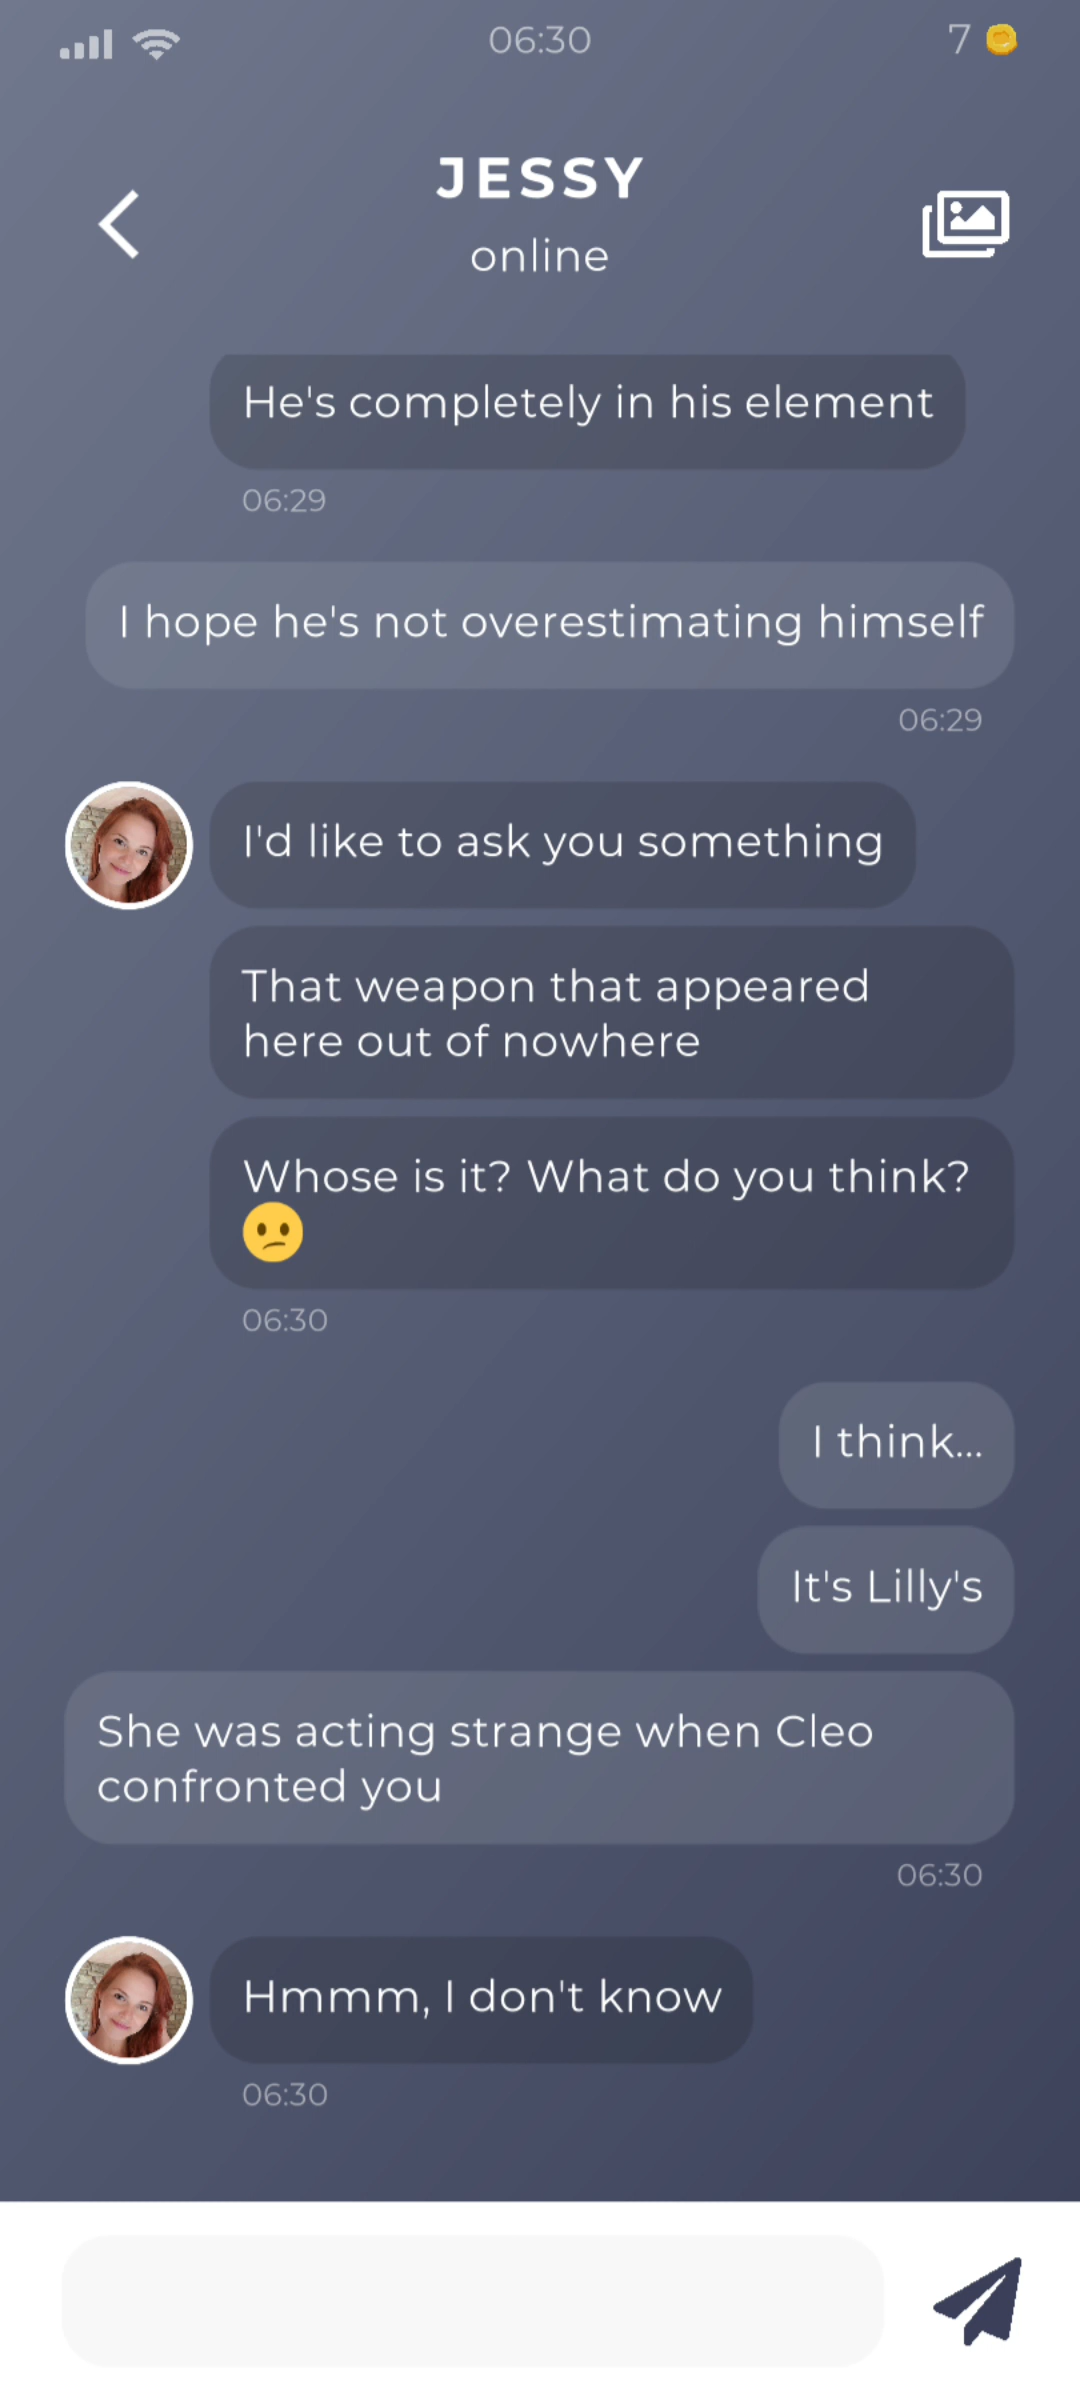 06:30
7
JESSY
online
He's completely in his element
06:29
I hope he's not overestimating himself
06:29
I'd like to ask you something
That weapon that appeared
here out of nowhere
Whose is it? What do you think?
😕
06:30
I think...
It's Lilly's
She was acting strange when Cleo
confronted you
06:30
Hmmm, I don't know
06:30